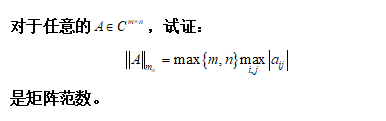 对于任意的 A ∈ C^{m×n}，试证：
‖A‖_{m_∞} = max{m, n} max_{i,j} |a_{ij}|
是矩阵范数。